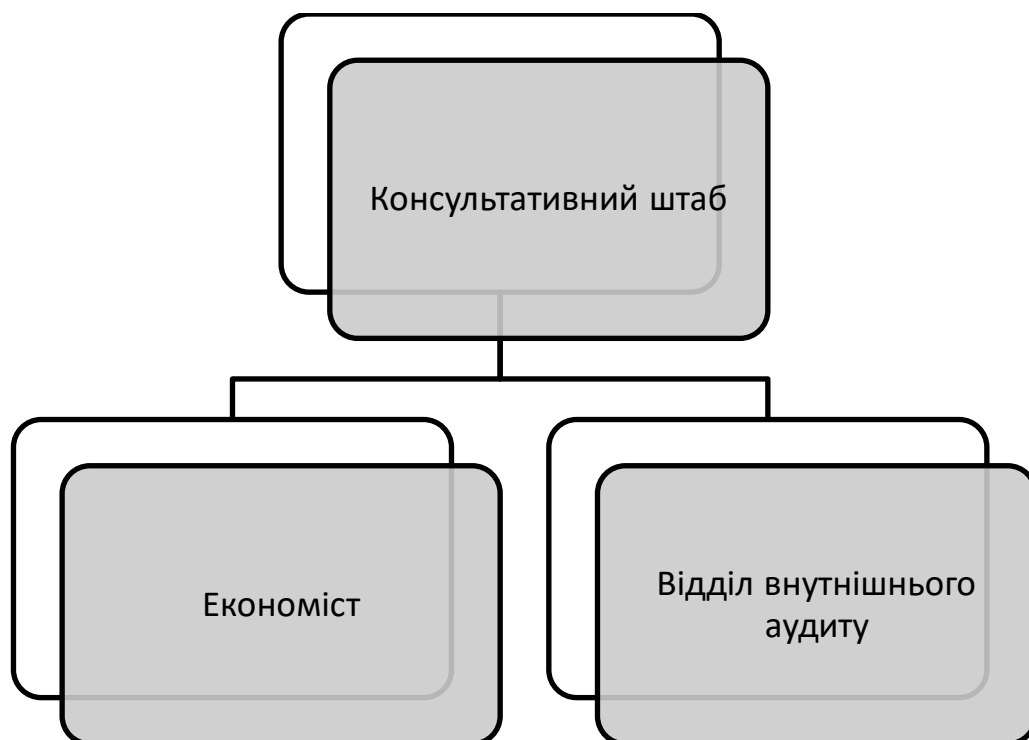 Консультативний штаб
Економіст
Відділ внутнішнього
аудиту